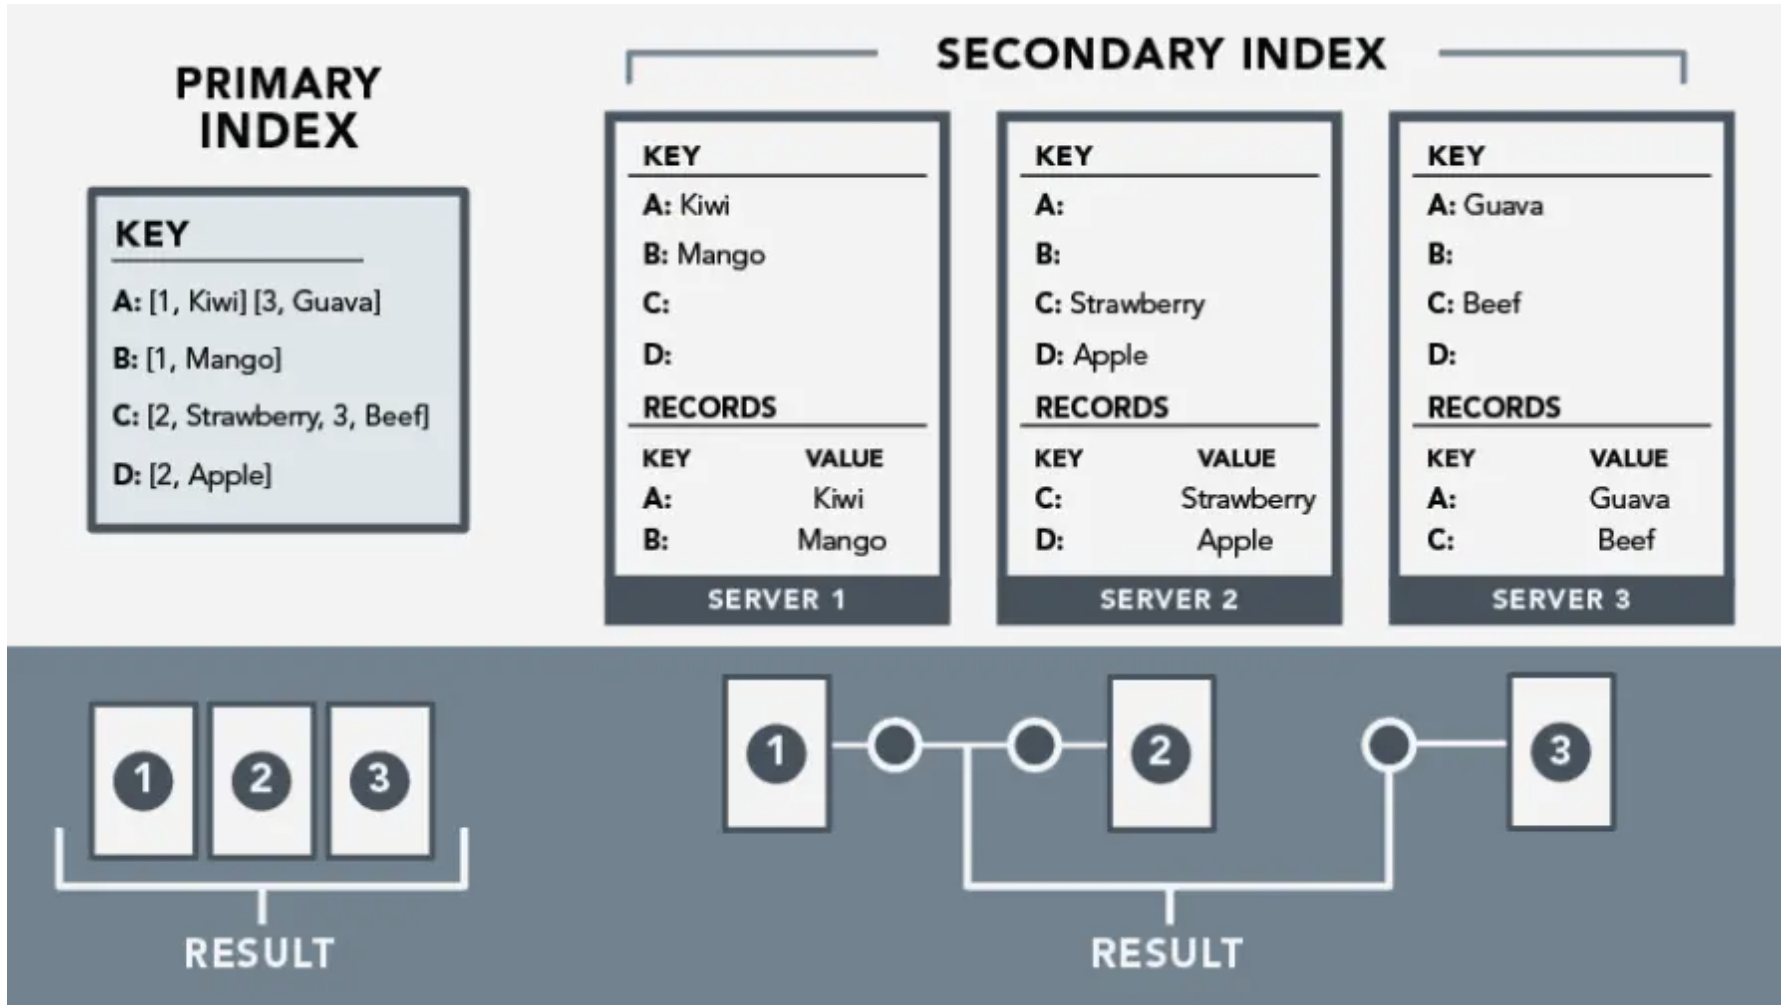 PRIMARY
INDEX
KEY
A: [1, Kiwi] [3, Guava]
B: [1, Mango]
C: [2, Strawberry, 3, Beef]
D: [2, Apple]
SECONDARY INDEX
KEY
A: Kiwi
B: Mango
C:
D:
RECORDS
KEY VALUE
A: Kiwi
B: Mango
SERVER 1
KEY
A:
B:
C: Strawberry
D: Apple
RECORDS
KEY VALUE
C: Strawberry
D: Apple
SERVER 2
KEY
A: Guava
B:
C: Beef
D:
RECORDS
KEY VALUE
A: Guava
C: Beef
SERVER 3
1 2 3
RESULT
1 2 3
RESULT